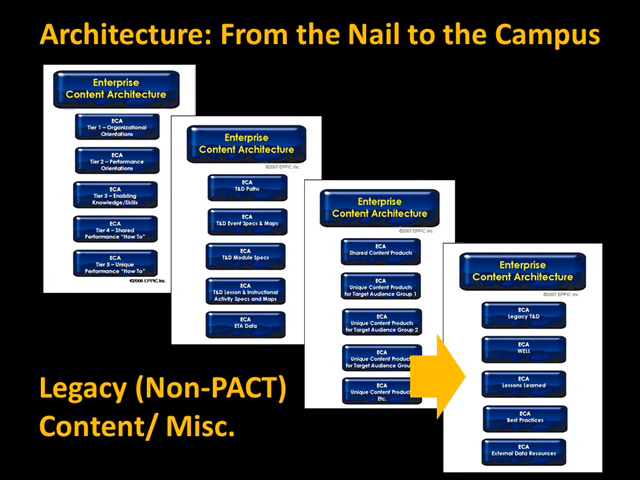 Architecture: From the Nail to the Campus
Enterprise
Content Architecture
ECA
Tier 1 – Organizational
Orientations
ECA
Tier 2 – Performance
Orientations
ECA
Tier 3 – Enabling
Knowledge/Skills
ECA
Tier 4 – Shared
Performance "How To"
ECA
Tier 5 – Unique
Performance "How To"
©2006 EPPIC Inc.
Enterprise
Content Architecture
©2007 EPPIC Inc.
ECA
T&D Paths
ECA
T&D Event Specs & Maps
ECA
T&D Module Specs
ECA
T&D Lesson & Instructional
Activity Specs and Maps
ECA
ETA Data
Enterprise
Content Architecture
©2007 EPPIC Inc.
ECA
Shared Content Products
ECA
Unique Content Products
for Target Audience Group 1
ECA
Unique Content Products
for Target Audience Group 2
ECA
Unique Content Products
for Target Audience Group
ECA
Unique Content Products
Etc.
Enterprise
Content Architecture
©2007 EPPIC Inc.
ECA
Legacy T&D
ECA
WELL
ECA
Lessons Learned
ECA
Best Practices
ECA
External Data Resources
Legacy (Non-PACT)
Content/ Misc.